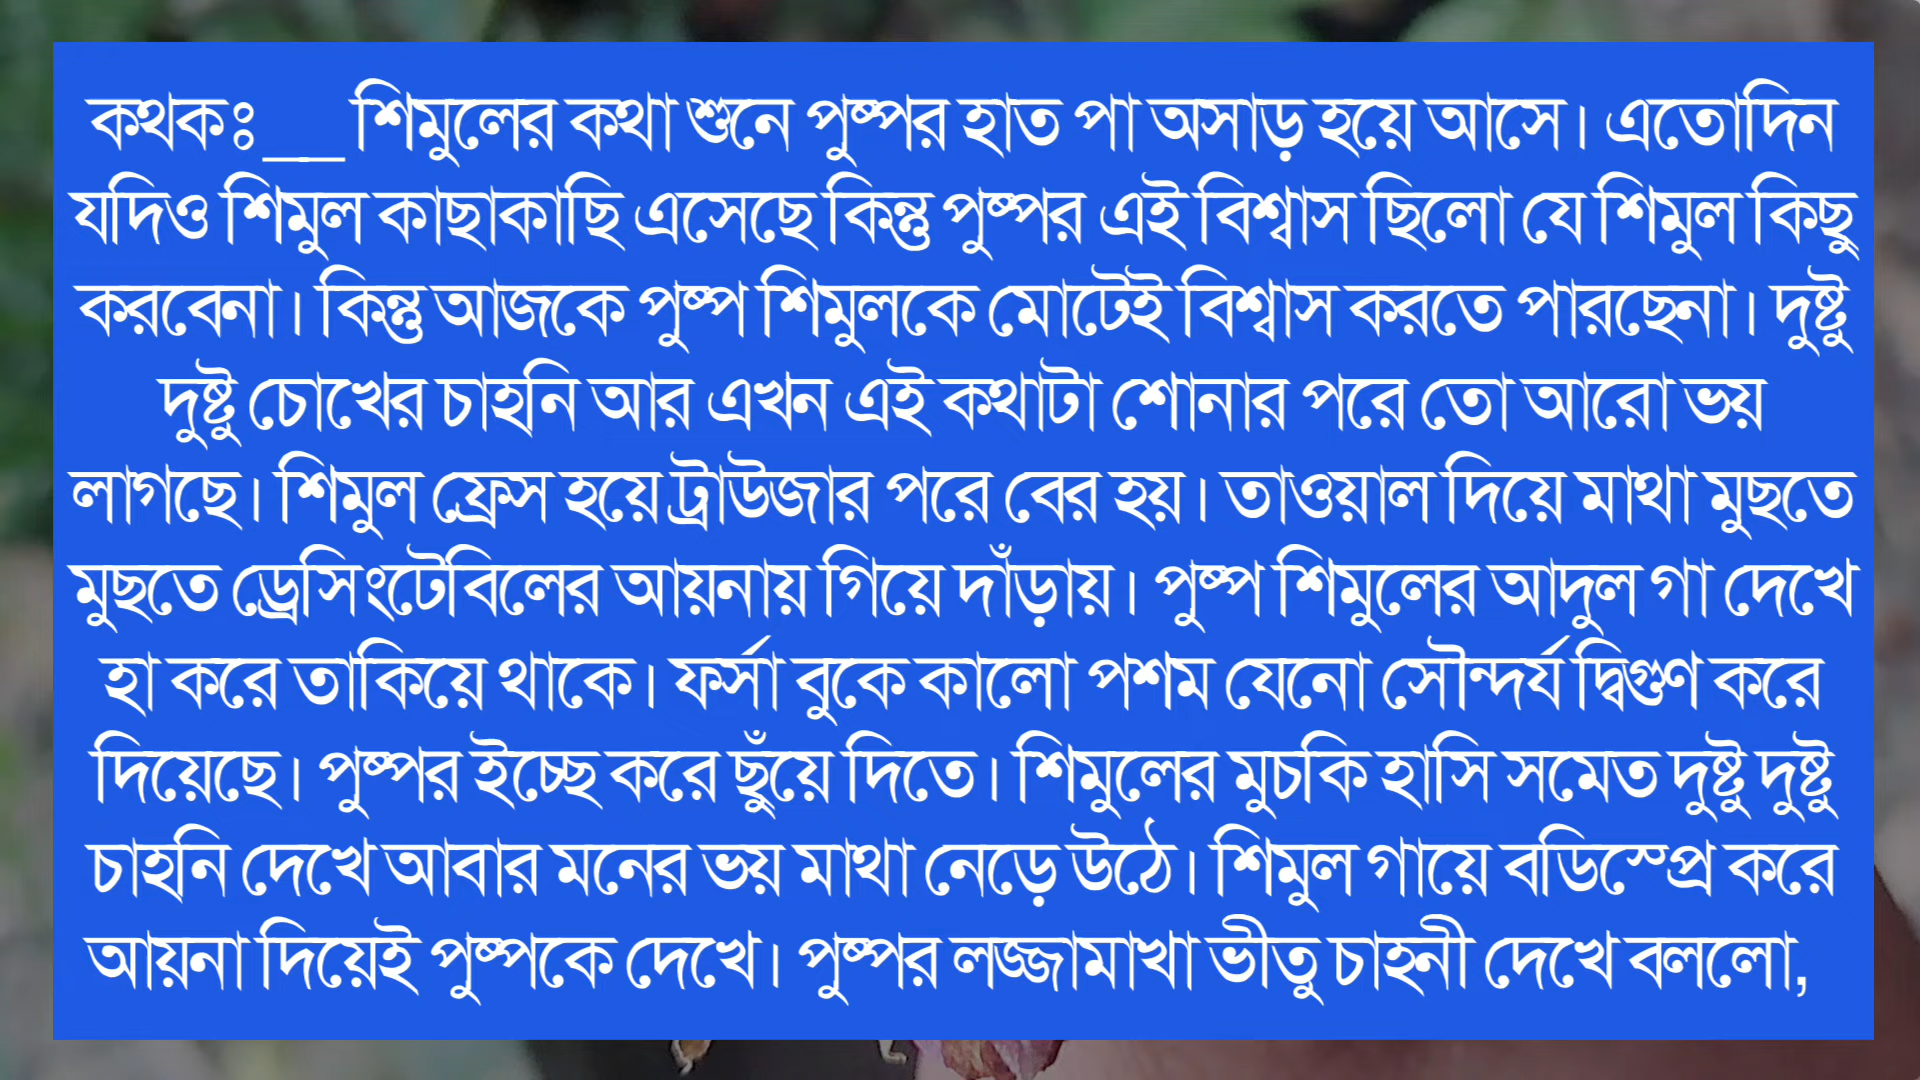 কথকঃ__ শিমুলের কথা শুনে পুষ্পর হাত পা অসাড় হয়ে আসে। এতোদিন
যদিও শিমুল কাছাকাছি এসেছে কিন্তু পুষ্পর এই বিশ্বাস ছিলো যে শিমুল কিছু
করবেনা। কিন্তু আজকে পুষ্প শিমুলকে মোটেই বিশ্বাস করতে পারছেনা। দুষ্টু
দুষ্টু চোখের চাহনি আর এখন এই কথাটা শোনার পরে তো আরো ভয়
লাগছে। শিমুল ফ্রেস হয়ে ট্রাউজার পরে বের হয়। তাওয়াল দিয়ে মাথা মুছতে
মুছতে ড্রেসিংটেবিলের আয়নায় গিয়ে দাঁড়ায়। পুষ্প শিমুলের আদুল গা দেখে
হা করে তাকিয়ে থাকে। ফর্সা বুকে কালো পশম যেনো সৌন্দর্য দ্বিগুণ করে
দিয়েছে। পুষ্পর ইচ্ছে করে ছুঁয়ে দিতে। শিমুলের মুচকি হাসি সমেত দুষ্টু দুষ্টু
চাহনি দেখে আবার মনের ভয় মাথা নেড়ে উঠে। শিমুল গায়ে বডিস্প্রে করে
আয়না দিয়েই পুষ্পকে দেখে। পুষ্পর লজ্জামাখা ভীতু চাহনী দেখে বললো,